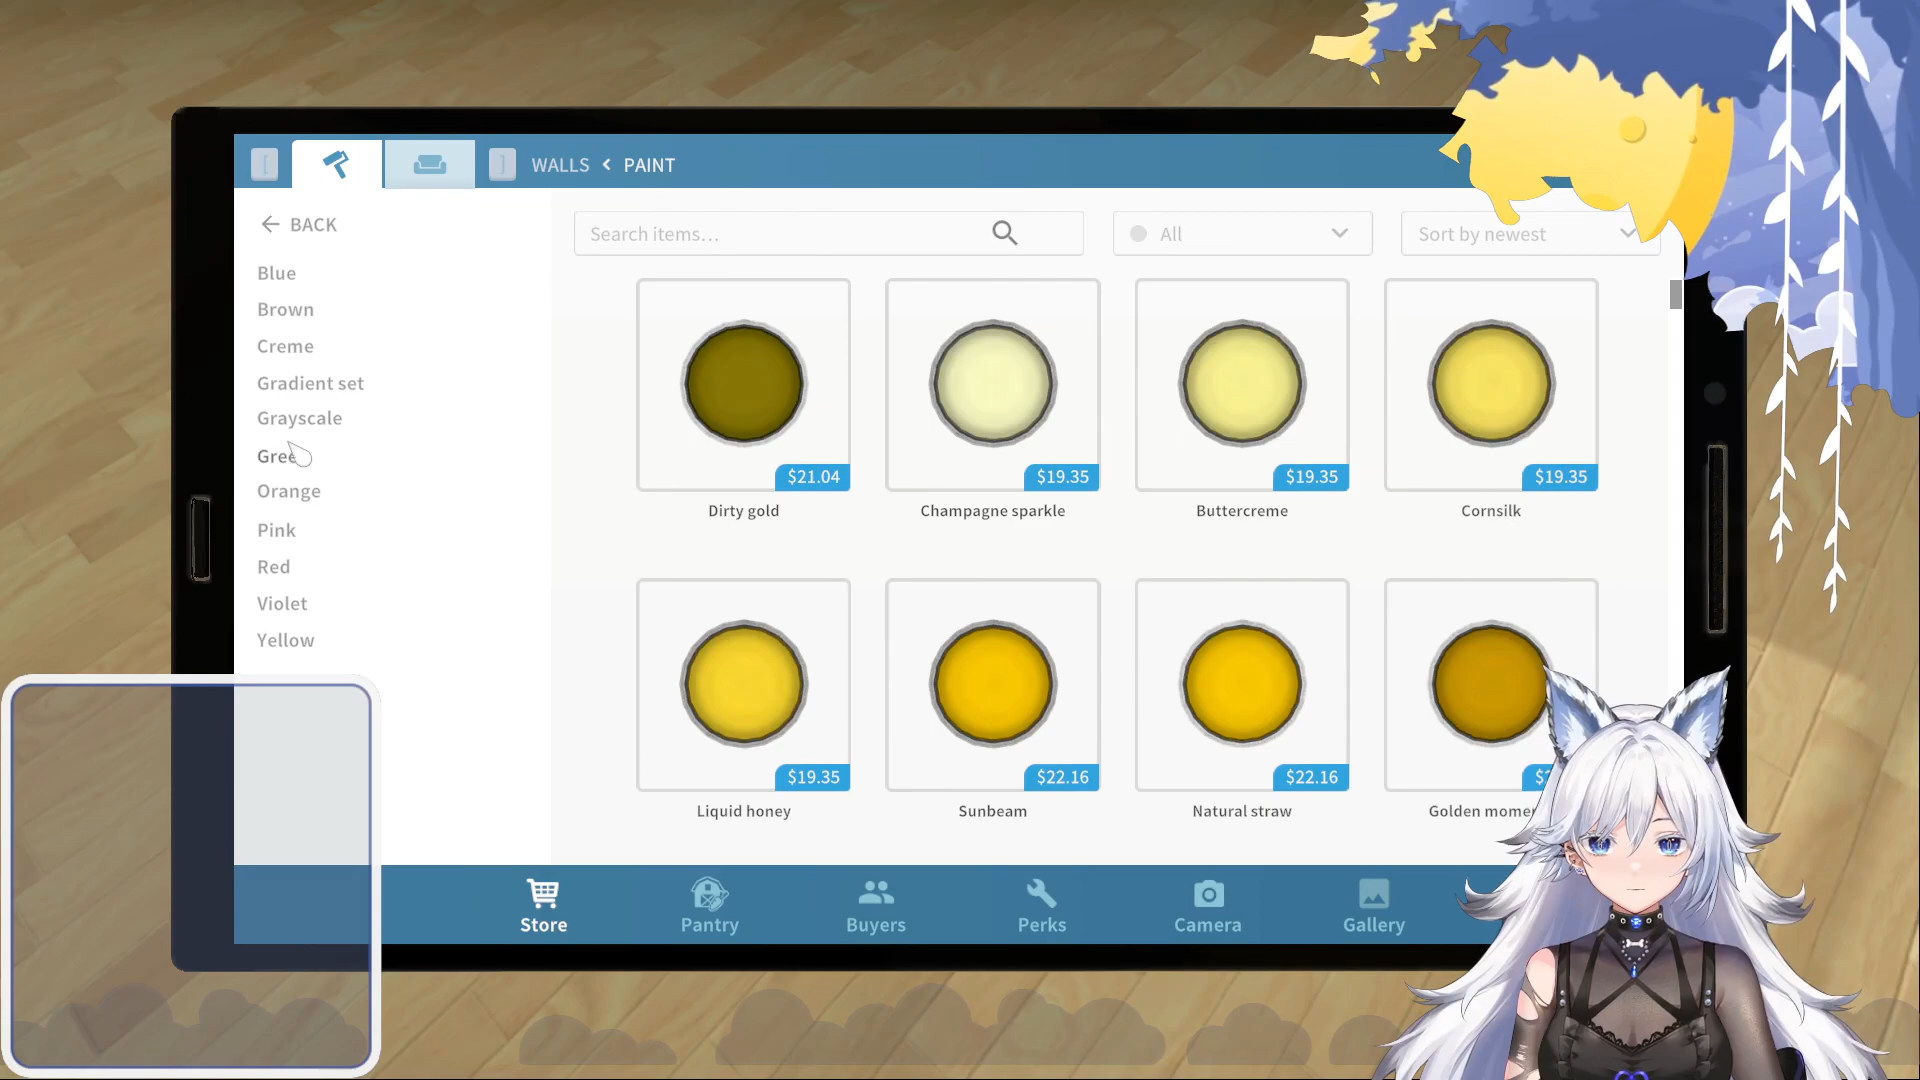 [
]
WALLS < PAINT
BACK
Search items...
All
Sort by newest
Blue
Brown
Creme
Gradient set
Grayscale
Orange
Pink
Red
Violet
Yellow
$21.04
$19.35
$19.35
$19.35
Dirty gold
Champagne sparkle
Buttercreme
Cornsilk
$19.35
$22.16
$22.16
Liquid honey
Sunbeam
Natural straw
Golden
Store
Pantry
Buyers
Perks
Camera
Gallery